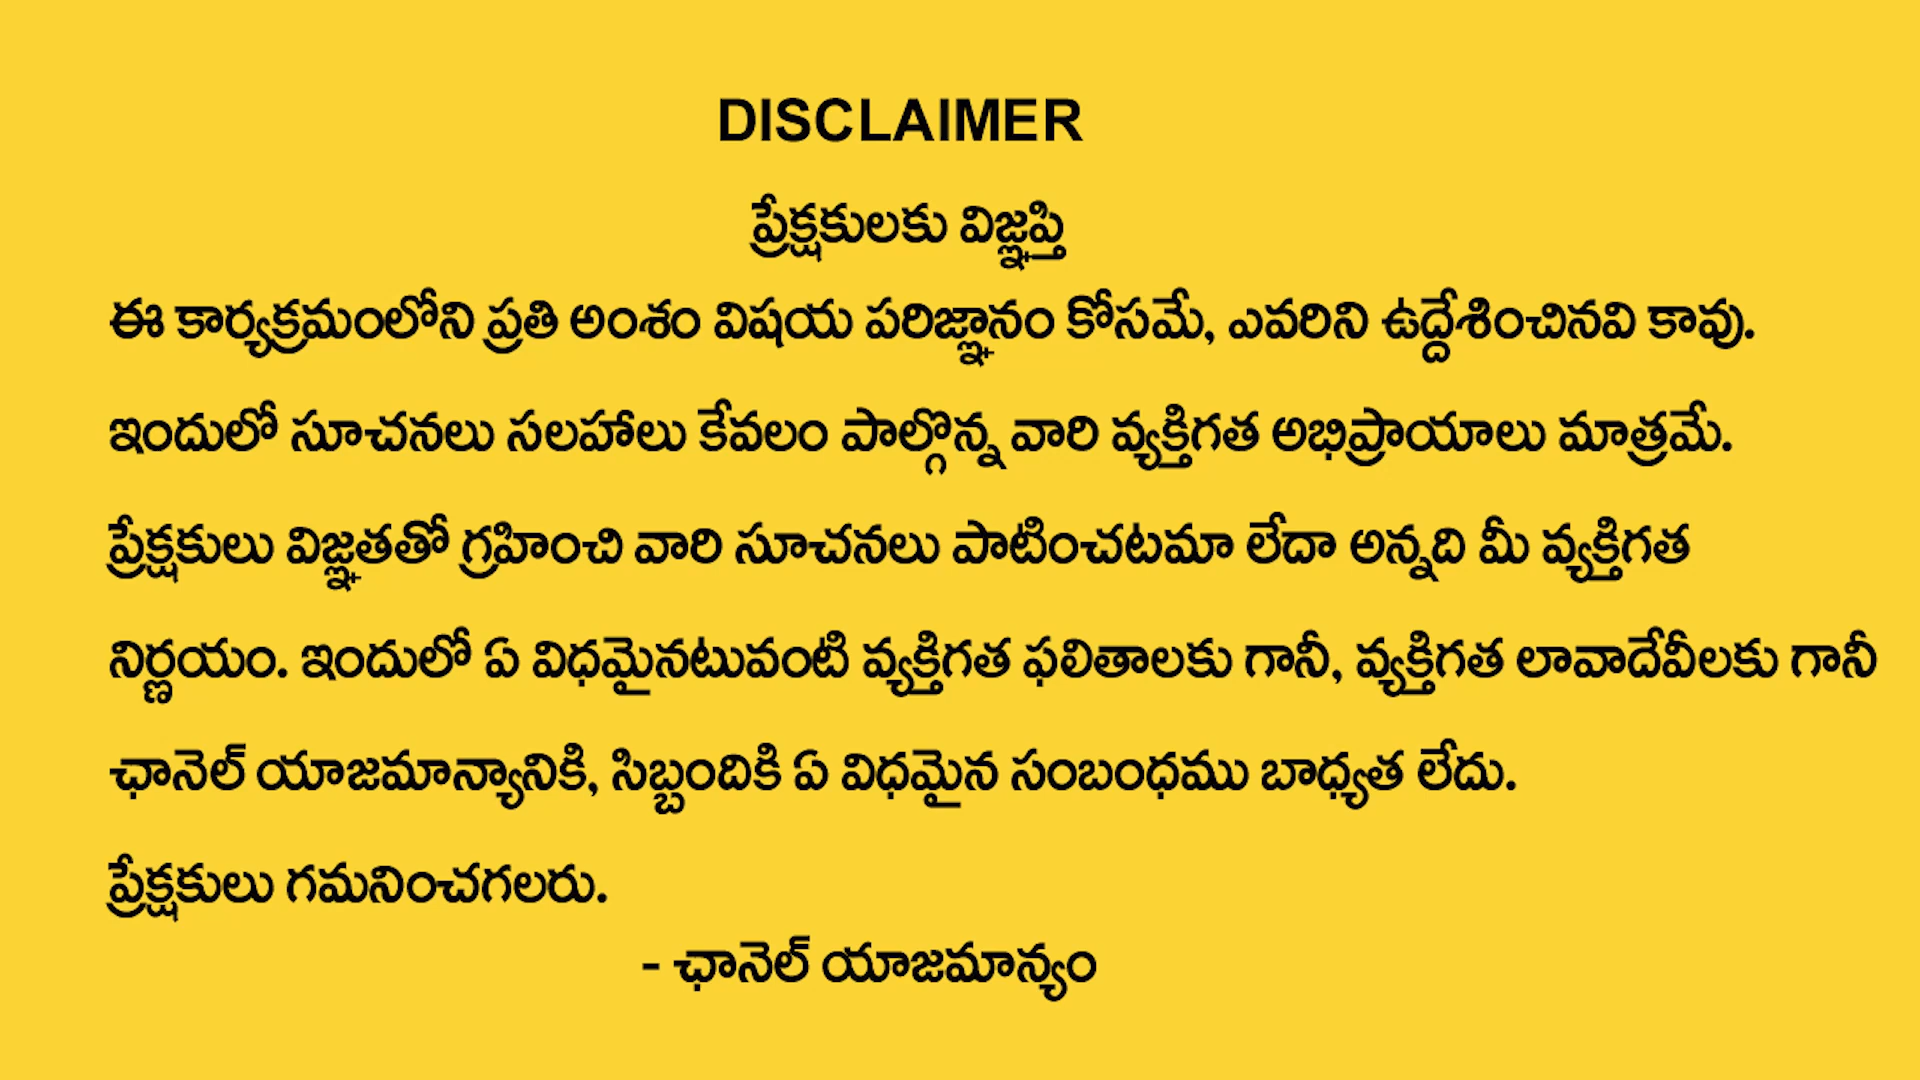 DISCLAIMER
ప్రేక్షకులకు విజ్ఞప్తి
ఈ కార్యక్రమంలోని ప్రతి అంశం విషయ పరిజ్ఞానం కోసమే, ఎవరిని ఉద్దేశించినవి కావు.
ఇందులో సూచనలు సలహాలు కేవలం పాల్గొన్న వారి వ్యక్తిగత అభిప్రాయాలు మాత్రమే.
ప్రేక్షకులు విజ్ఞతతో గ్రహించి వారి సూచనలు పాటించటమా లేదా అన్నది మీ వ్యక్తిగత
నిర్ణయం. ఇందులో ఏ విధమైనటువంటి వ్యక్తిగత ఫలితాలకు గానీ, వ్యక్తిగత లావాదేవీలకు గానీ
ఛానెల్ యాజమాన్యానికి, సిబ్బందికి ఏ విధమైన సంబంధము బాధ్యత లేదు.
ప్రేక్షకులు గమనించగలరు.
- ఛానెల్ యాజమాన్యం